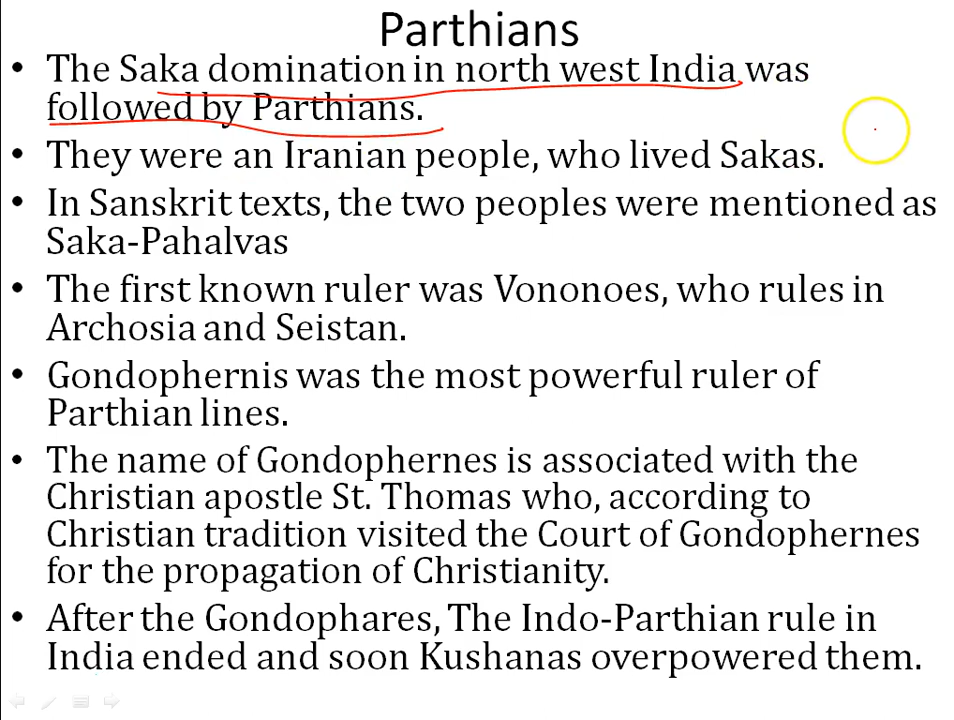 Parthians
• The Saka domination in north west India was
followed by Parthians.
• They were an Iranian people, who lived Sakas.
• In Sanskrit texts, the two peoples were mentioned as
Saka-Pahalvas
• The first known ruler was Vononoes, who rules in
Archosia and Seistan.
• Gondophernis was the most powerful ruler of
Parthian lines.
• The name of Gondophernes is associated with the
Christian apostle St. Thomas who, according to
Christian tradition visited the Court of Gondophernes
for the propagation of Christianity.
• After the Gondophares, The Indo-Parthian rule in
India ended and soon Kushanas overpowered them.